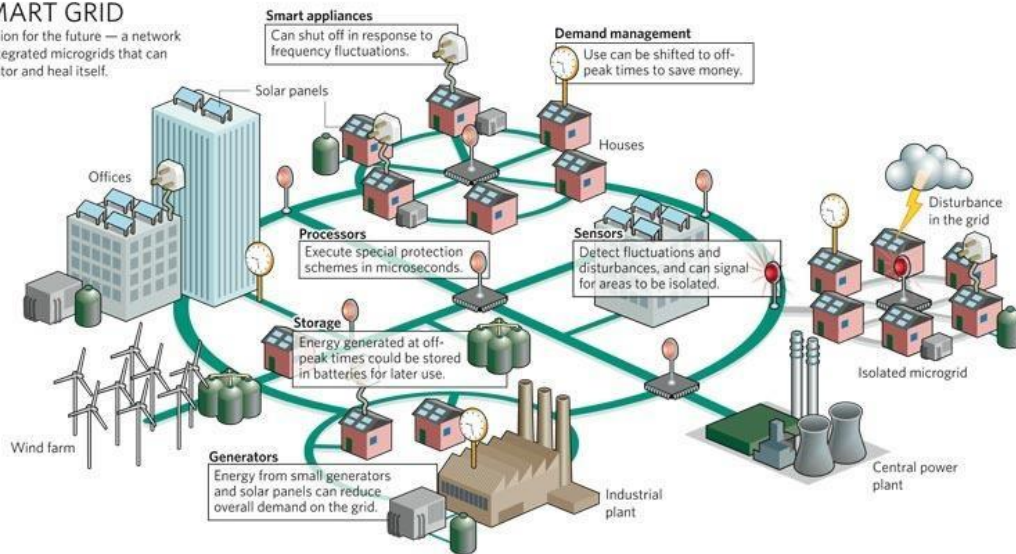 MART GRID
ion for the future — a network
tegrated microgrids that can
tor and heal itself.
Smart appliances
Can shut off in response to
frequency fluctuations.
Demand management
Use can be shifted to off-
peak times to save money.
Solar panels
Houses
Offices
Disturbance
in the grid
Processors
Execute special protection
schemes in microseconds.
Sensors
Detect fluctuations and
disturbances, and can signal
for areas to be isolated.
Storage
Energy generated at off-
peak times could be stored
in batteries for later use.
Isolated microgrid
Wind farm
Generators
Energy from small generators
and solar panels can reduce
overall demand on the grid.
Industrial
plant
Central power
plant